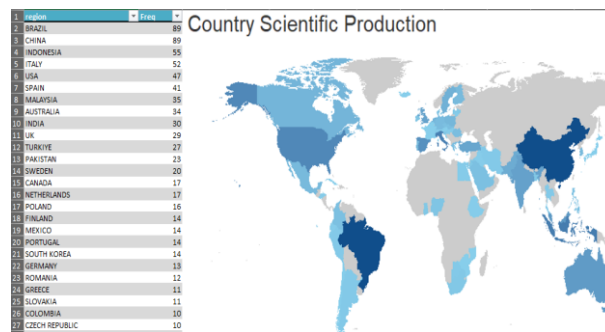 Country Scientific Production
1 region Freq
2 BRAZIL 89
3 CHINA 89
4 INDONESIA 55
5 ITALY 52
6 USA 47
7 SPAIN 41
8 MALAYSIA 35
9 AUSTRALIA 34
10 INDIA 30
11 UK 29
12 TURKIYE 27
13 PAKISTAN 23
14 SWEDEN 20
15 CANADA 17
16 NETHERLANDS 17
17 POLAND 16
18 FINLAND 14
19 MEXICO 14
20 PORTUGAL 14
21 SOUTH KOREA 14
22 GERMANY 13
23 ROMANIA 12
24 GREECE 11
25 SLOVAKIA 11
26 COLOMBIA 10
27 CZECH REPUBLIC 10